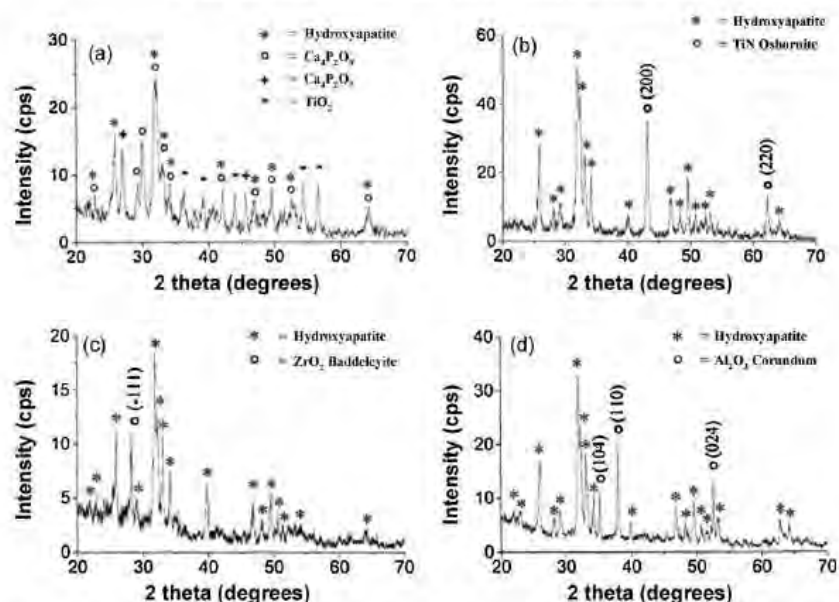 (a)
* = Hydroxyapatite
o = Ca₄P₂O₉
+ = Ca₄P₂O₉
- = TiO₂
Intensity (cps)
30
20
10
0
20 30 40 50 60 70
2 theta (degrees)
(b)
* = Hydroxyapatite
o = TiN Osbornite
(200)
(220)
Intensity (cps)
60
40
20
0
20 30 40 50 60 70
2 theta (degrees)
(c)
* = Hydroxyapatite
o = ZrO₂ Baddeleyite
(-111)
Intensity (cps)
20
15
10
5
0
20 30 40 50 60 70
2 theta (degrees)
(d)
* = Hydroxyapatite
o = Al₂O₃ Corundum
(104)
(110)
(024)
Intensity (cps)
40
30
20
10
0
20 30 40 50 60 70
2 theta (degrees)